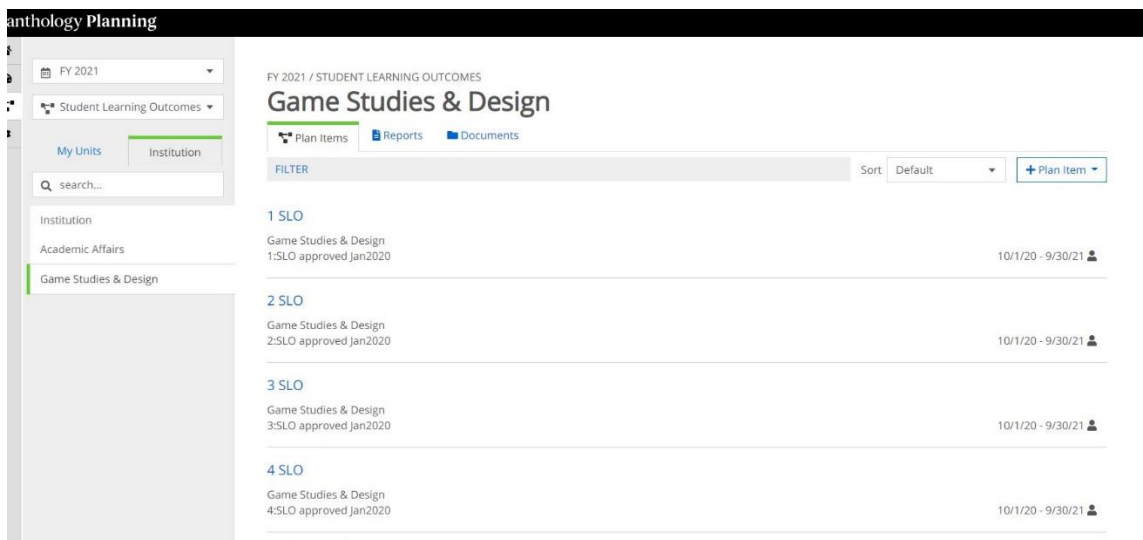 anthology Planning
FY 2021
Student Learning Outcomes
My Units Institution
search...
Institution
Academic Affairs
Game Studies & Design
FY 2021 / STUDENT LEARNING OUTCOMES
Game Studies & Design
Plan Items Reports Documents
FILTER Sort Default + Plan Item
1 SLO
Game Studies & Design
1:SLO approved Jan2020 10/1/20 - 9/30/21
2 SLO
Game Studies & Design
2:SLO approved Jan2020 10/1/20 - 9/30/21
3 SLO
Game Studies & Design
3:SLO approved Jan2020 10/1/20 - 9/30/21
4 SLO
Game Studies & Design
4:SLO approved Jan2020 10/1/20 - 9/30/21